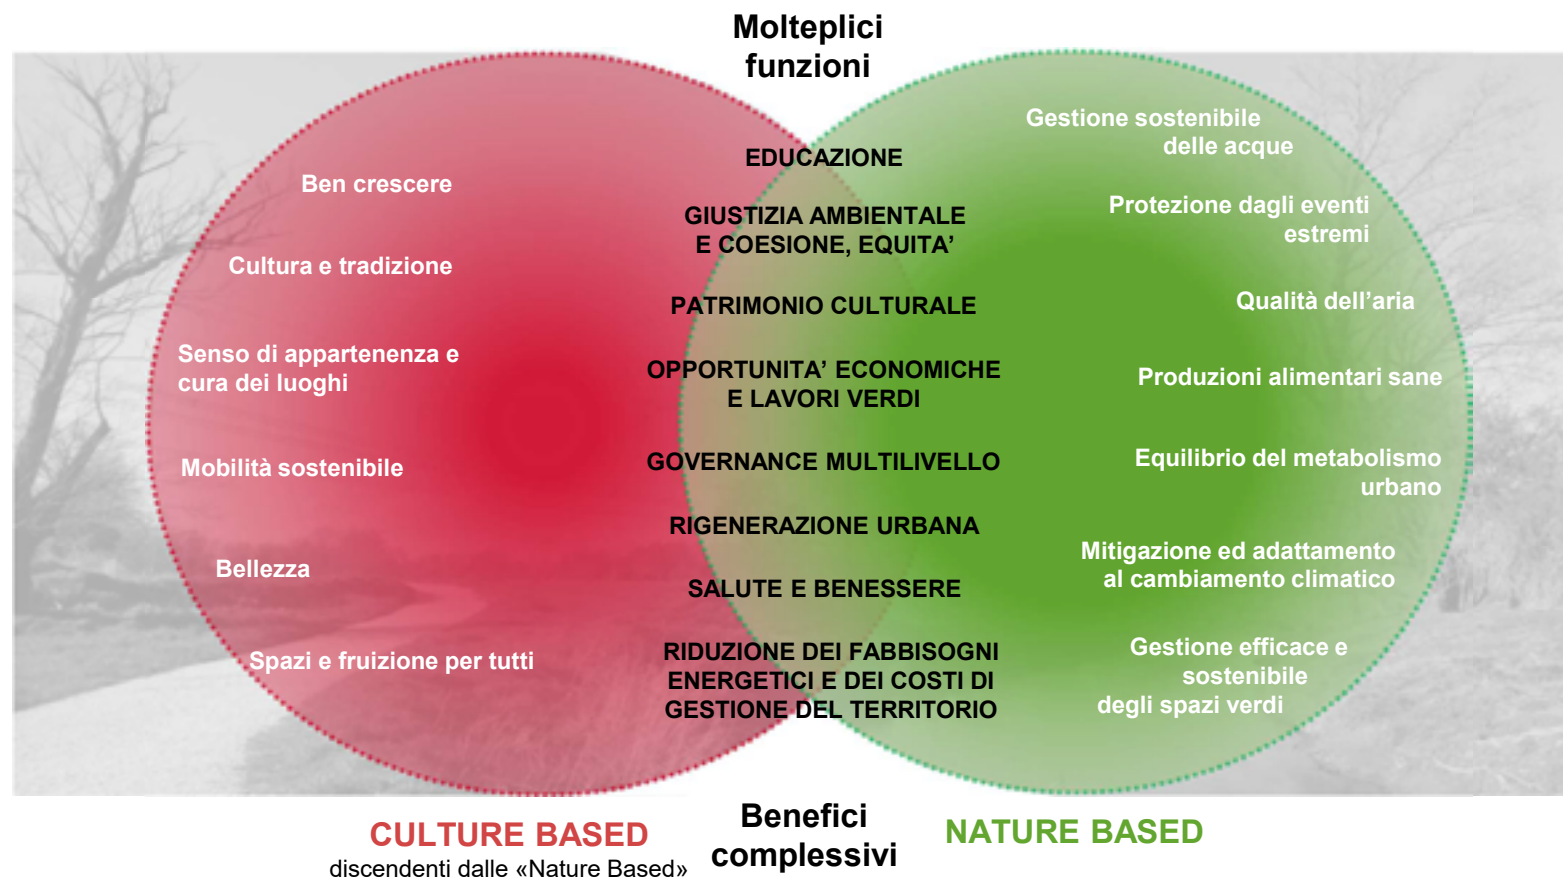 Molteplici
funzioni
Ben crescere
Cultura e tradizione
Senso di appartenenza e
cura dei luoghi
Mobilità sostenibile
Bellezza
Spazi e fruizione per tutti
EDUCAZIONE
GIUSTIZIA AMBIENTALE
E COESIONE, EQUITA’
PATRIMONIO CULTURALE
OPPORTUNITA’ ECONOMICHE
E LAVORI VERDI
GOVERNANCE MULTILIVELLO
RIGENERAZIONE URBANA
SALUTE E BENESSERE
RIDUZIONE DEI FABBISOGNI
ENERGETICI E DEI COSTI DI
GESTIONE DEL TERRITORIO
Gestione sostenibile
delle acque
Protezione dagli eventi
estremi
Qualità dell’aria
Produzioni alimentari sane
Equilibrio del metabolismo
urbano
Mitigazione ed adattamento
al cambiamento climatico
Gestione efficace e
sostenibile
degli spazi verdi
CULTURE BASED
discendenti dalle «Nature Based»
Benefici
complessivi
NATURE BASED